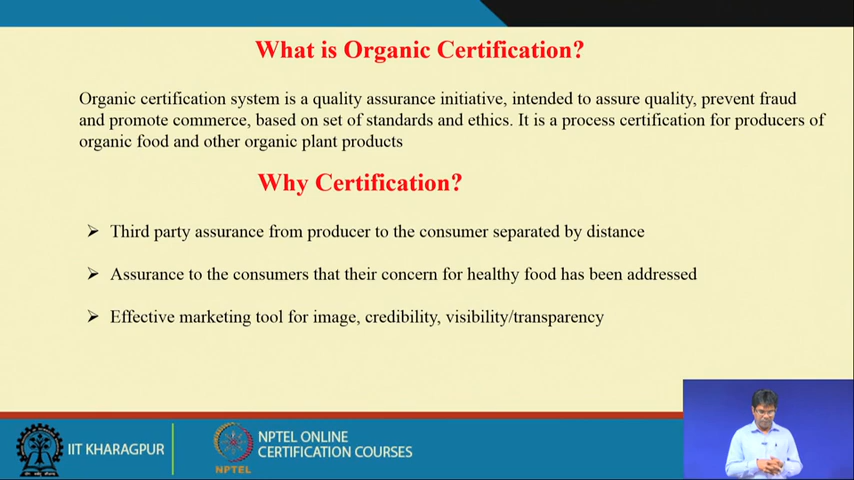 What is Organic Certification?
Organic certification system is a quality assurance initiative, intended to assure quality, prevent fraud
and promote commerce, based on set of standards and ethics. It is a process certification for producers of
organic food and other organic plant products
Why Certification?
➢ Third party assurance from producer to the consumer separated by distance
➢ Assurance to the consumers that their concern for healthy food has been addressed
➢ Effective marketing tool for image, credibility, visibility/transparency
IIT KHARAGPUR
NPTEL
NPTEL ONLINE
CERTIFICATION COURSES